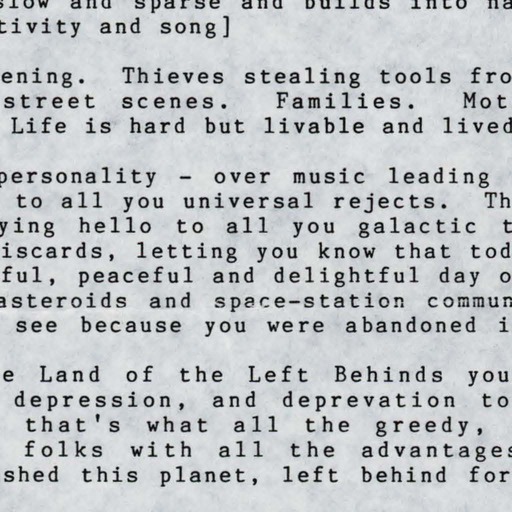 slow and sparse and builds into
tivity and song]
ening. Thieves stealing tools fro
street scenes. Families. Mot
Life is hard but livable and lived
personality - over music leading
to all you universal rejects. Th
ying hello to all you galactic t
iscards, letting you know that tod
ful, peaceful and delightful day o
asteroids and space-station commun
see because you were abandoned i
e Land of the Left Behinds you
depression, and deprevation to
that's what all the greedy,
folks with all the advantages
shed this planet, left behind for